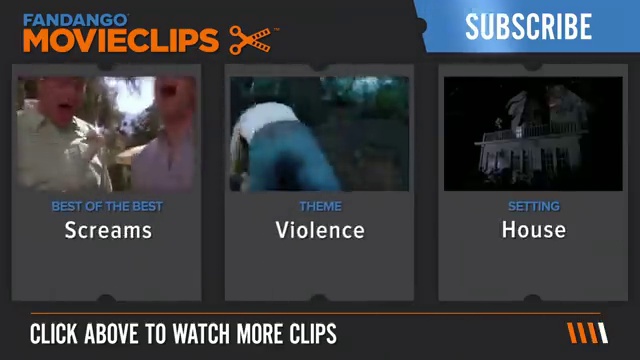 FANDANGO
MOVIECLIPS
SUBSCRIBE
BEST OF THE BEST
Screams
THEME
Violence
SETTING
House
CLICK ABOVE TO WATCH MORE CLIPS